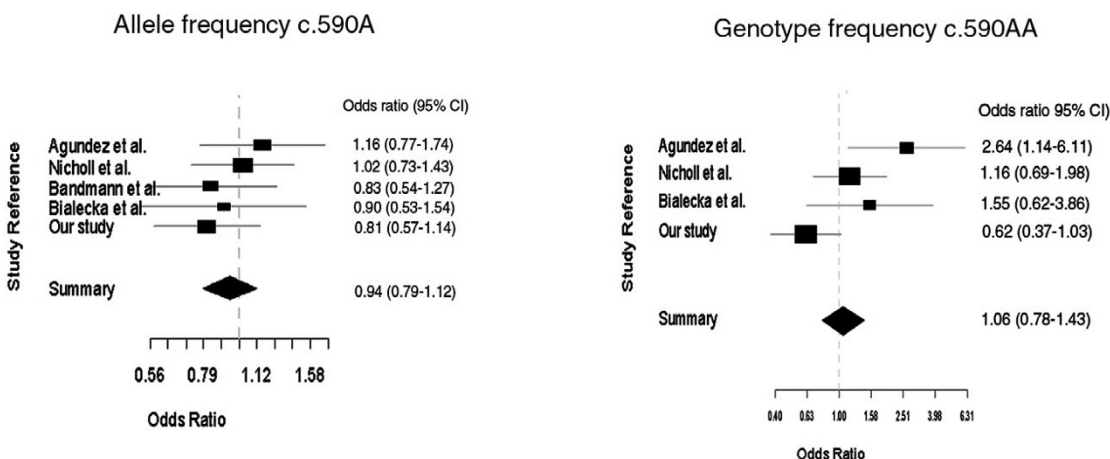 Allele frequency c.590A
Odds ratio (95% CI)
Study Reference
Agundez et al. 1.16 (0.77-1.74)
Nicholl et al. 1.02 (0.73-1.43)
Bandmann et al. 0.83 (0.54-1.27)
Bialecka et al. 0.90 (0.53-1.54)
Our study 0.81 (0.57-1.14)
Summary 0.94 (0.79-1.12)
0.56 0.79 1.12 1.58
Odds Ratio
Genotype frequency c.590AA
Odds ratio 95% CI)
Study Reference
Agundez et al. 2.64 (1.14-6.11)
Nicholl et al. 1.16 (0.69-1.98)
Bialecka et al. 1.55 (0.62-3.86)
Our study 0.62 (0.37-1.03)
Summary 1.06 (0.78-1.43)
0.40 0.63 1.00 1.58 2.51 3.98 6.31
Odds Ratio